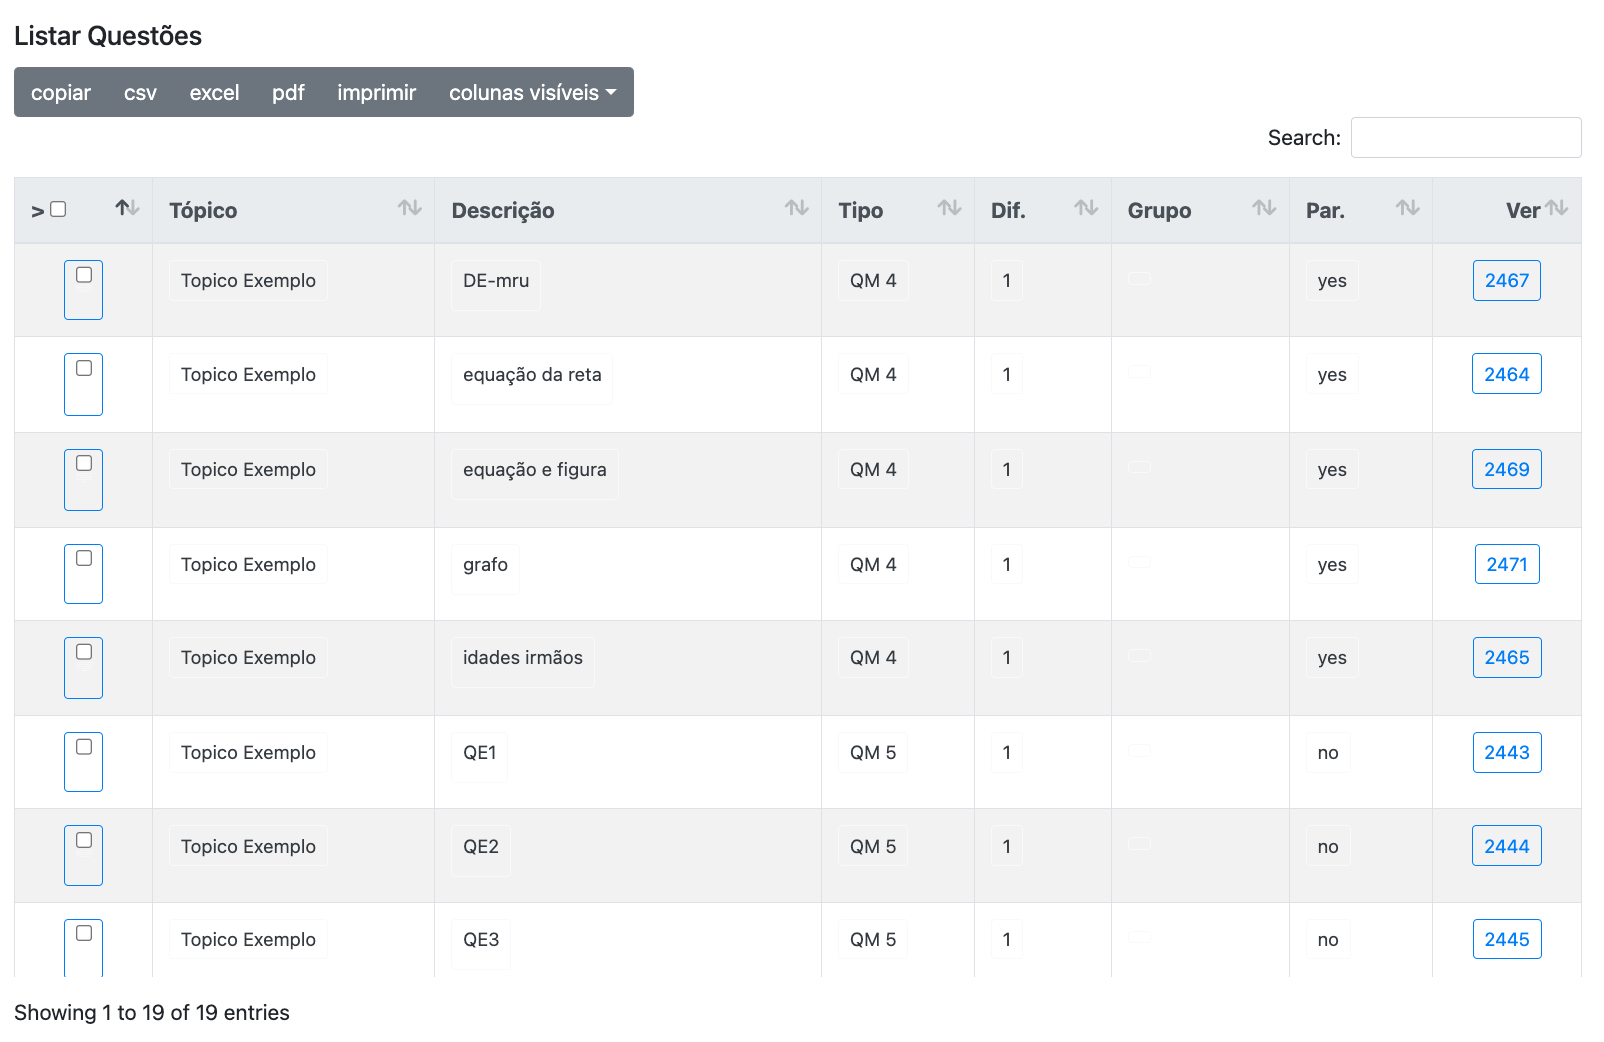 Listar Questões
copiar csv excel pdf imprimir colunas visíveis
Search:
> Tópico Descrição Tipo Dif. Grupo Par. Ver
Topico Exemplo DE-mru QM 4 1 yes 2467
Topico Exemplo equação da reta QM 4 1 yes 2464
Topico Exemplo equação e figura QM 4 1 yes 2469
Topico Exemplo grafo QM 4 1 yes 2471
Topico Exemplo idades irmãos QM 4 1 yes 2465
Topico Exemplo QE1 QM 5 1 no 2443
Topico Exemplo QE2 QM 5 1 no 2444
Topico Exemplo QE3 QM 5 1 no 2445
Showing 1 to 19 of 19 entries